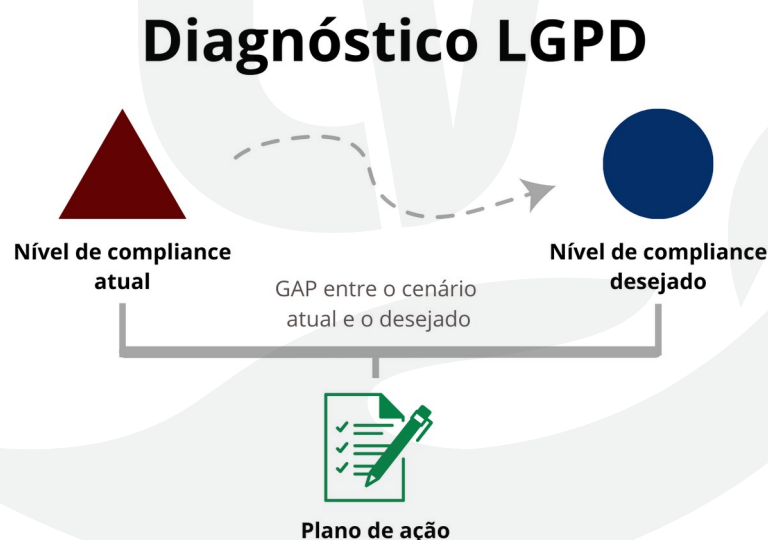 Diagnóstico LGPD
Nível de compliance
atual
Nível de compliance
desejado
GAP entre o cenário
atual e o desejado
Plano de ação